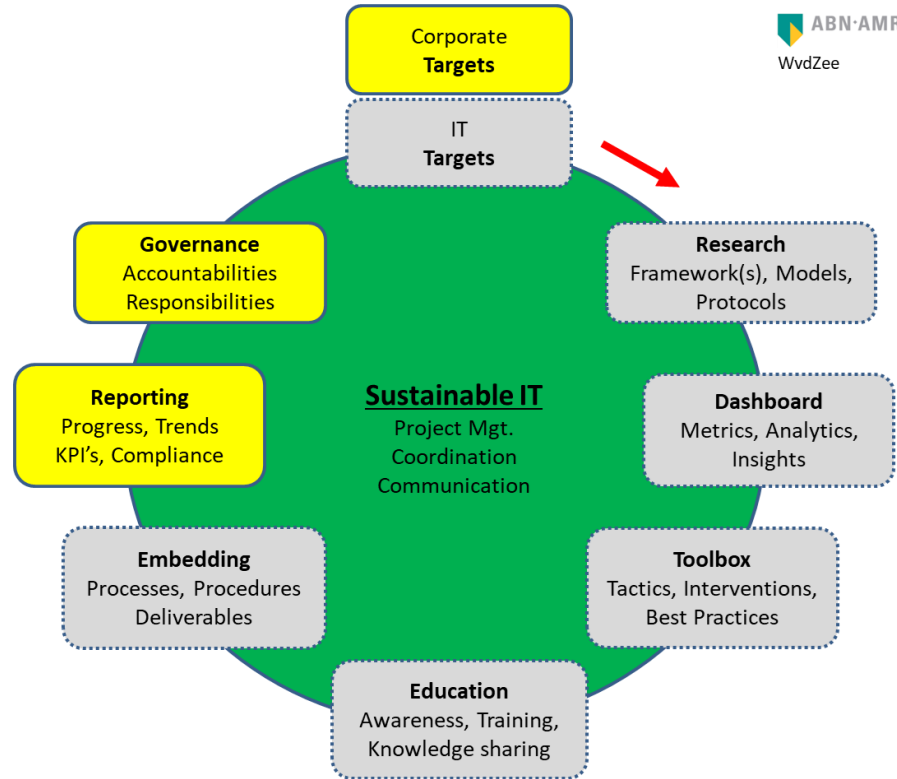 Corporate
Targets
ABN·AMR
WvdZee
IT
Targets
Governance
Accountabilities
Responsibilities
Research
Framework(s), Models,
Protocols
Reporting
Progress, Trends
KPI’s, Compliance
Sustainable IT
Project Mgt.
Coordination
Communication
Dashboard
Metrics, Analytics,
Insights
Embedding
Processes, Procedures
Deliverables
Toolbox
Tactics, Interventions,
Best Practices
Education
Awareness, Training,
Knowledge sharing